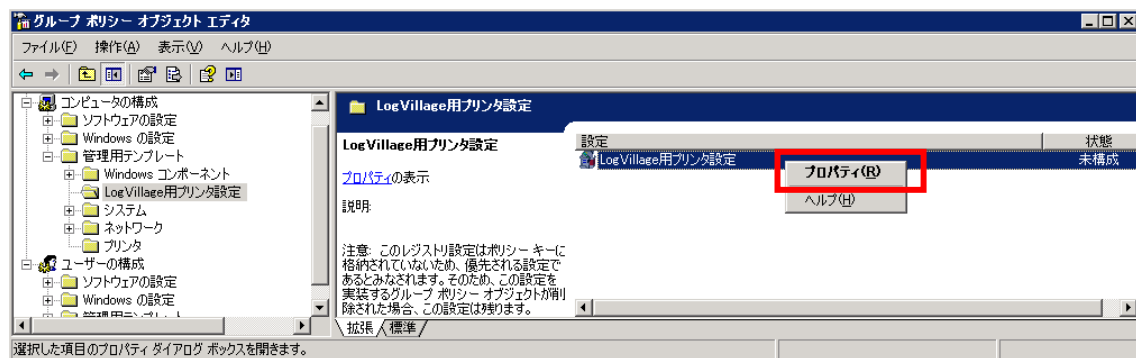 グループ ポリシー オブジェクト エディタ
ファイル(F) 操作(A) 表示(V) ヘルプ(H)
コンピュータの構成
ソフトウェアの設定
Windows の設定
管理用テンプレート
Windows コンポーネント
LogVillage用プリンタ設定
システム
ネットワーク
プリンタ
ユーザーの構成
ソフトウェアの設定
Windows の設定
管理用テンプレート
LogVillage用プリンタ設定
LogVillage用プリンタ設定
プロパティの表示
説明:
注意: このレジストリ設定はポリシー キーに
格納されていないため、優先される設定で
あるとみなされます。そのため、この設定を
実装するグループ ポリシー オブジェクトが削
除された場合、この設定は残ります。
設定 状態
LogVillage用プリンタ設定 未構成
プロパティ(R)
ヘルプ(H)
拡張 標準
選択した項目のプロパティ ダイアログ ボックスを開きます。